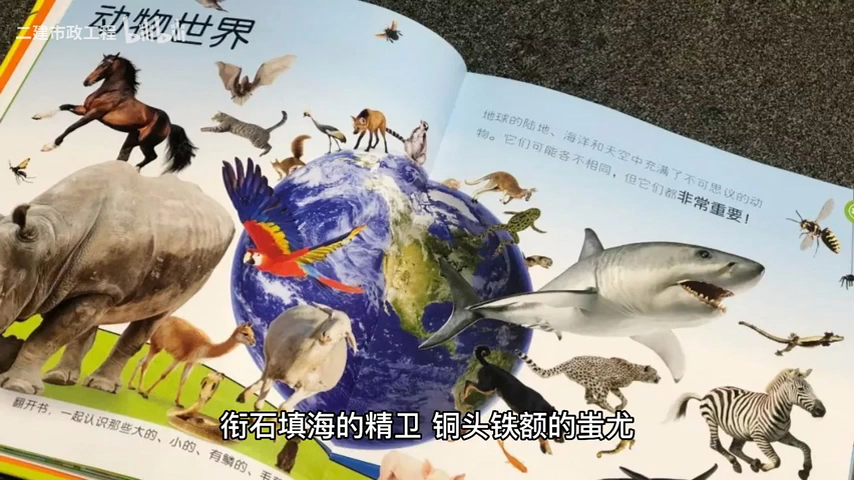 二建市政工程 bilibili
动物世界
地球的陆地、海洋和天空中充满了不可思议的动
物。它们可能各不相同，但它们都非常重要！
翻开书，一起认识那些大的、小的、有鳞的、毛
衔石填海的精卫 铜头铁额的蚩尤